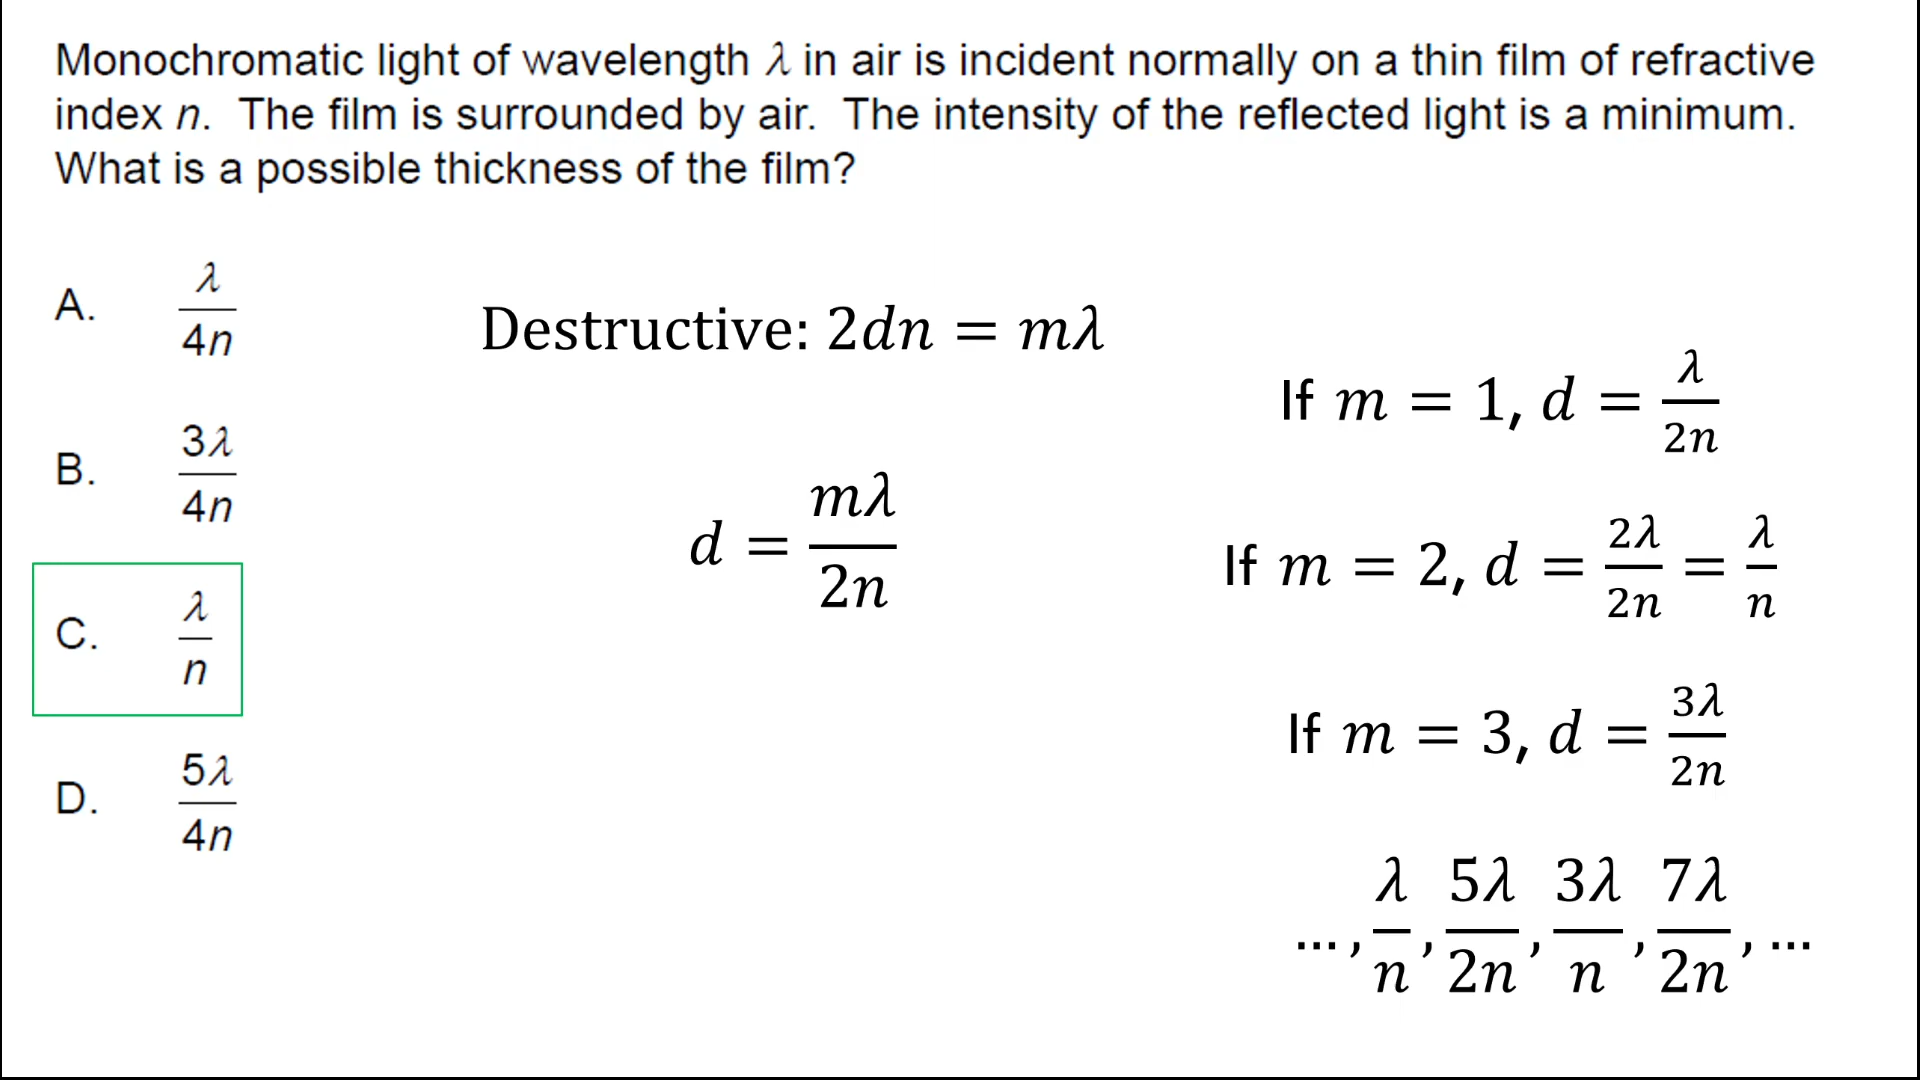 Monochromatic light of wavelength λ in air is incident normally on a thin film of refractive
index n. The film is surrounded by air. The intensity of the reflected light is a minimum.
What is a possible thickness of the film?
A. λ/4n
B. 3λ/4n
C. λ/n
D. 5λ/4n
Destructive: 2dn = mλ
d = mλ/2n
If m = 1, d = λ/2n
If m = 2, d = 2λ/2n = λ/n
If m = 3, d = 3λ/2n
..., λ/n, 5λ/2n, 3λ/n, 7λ/2n, ...